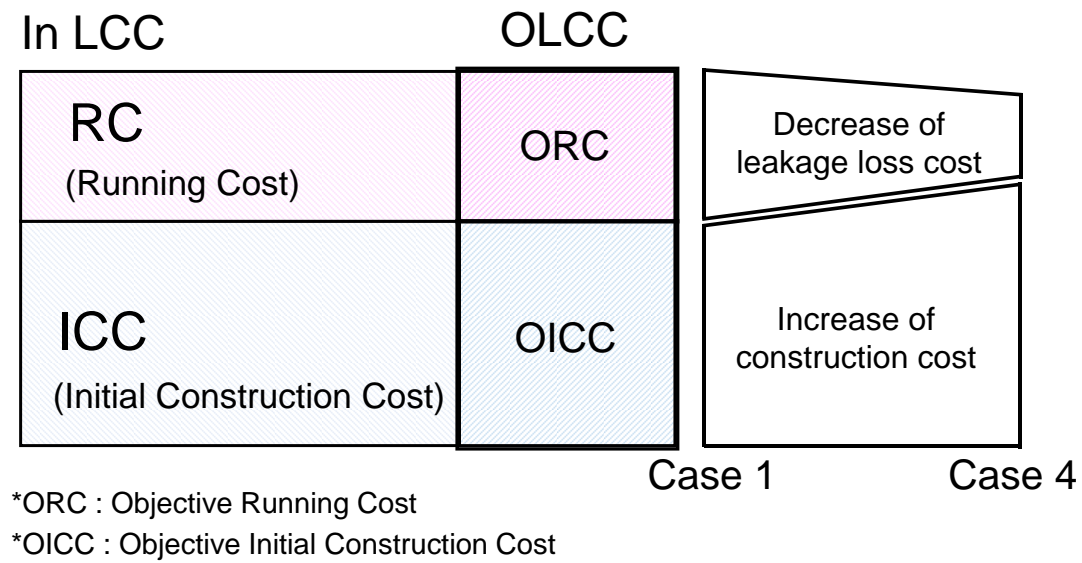 In LCC
OLCC
RC
(Running Cost)
ORC
Decrease of
leakage loss cost
ICC
(Initial Construction Cost)
OICC
Increase of
construction cost
Case 1
Case 4
*ORC : Objective Running Cost
*OICC : Objective Initial Construction Cost